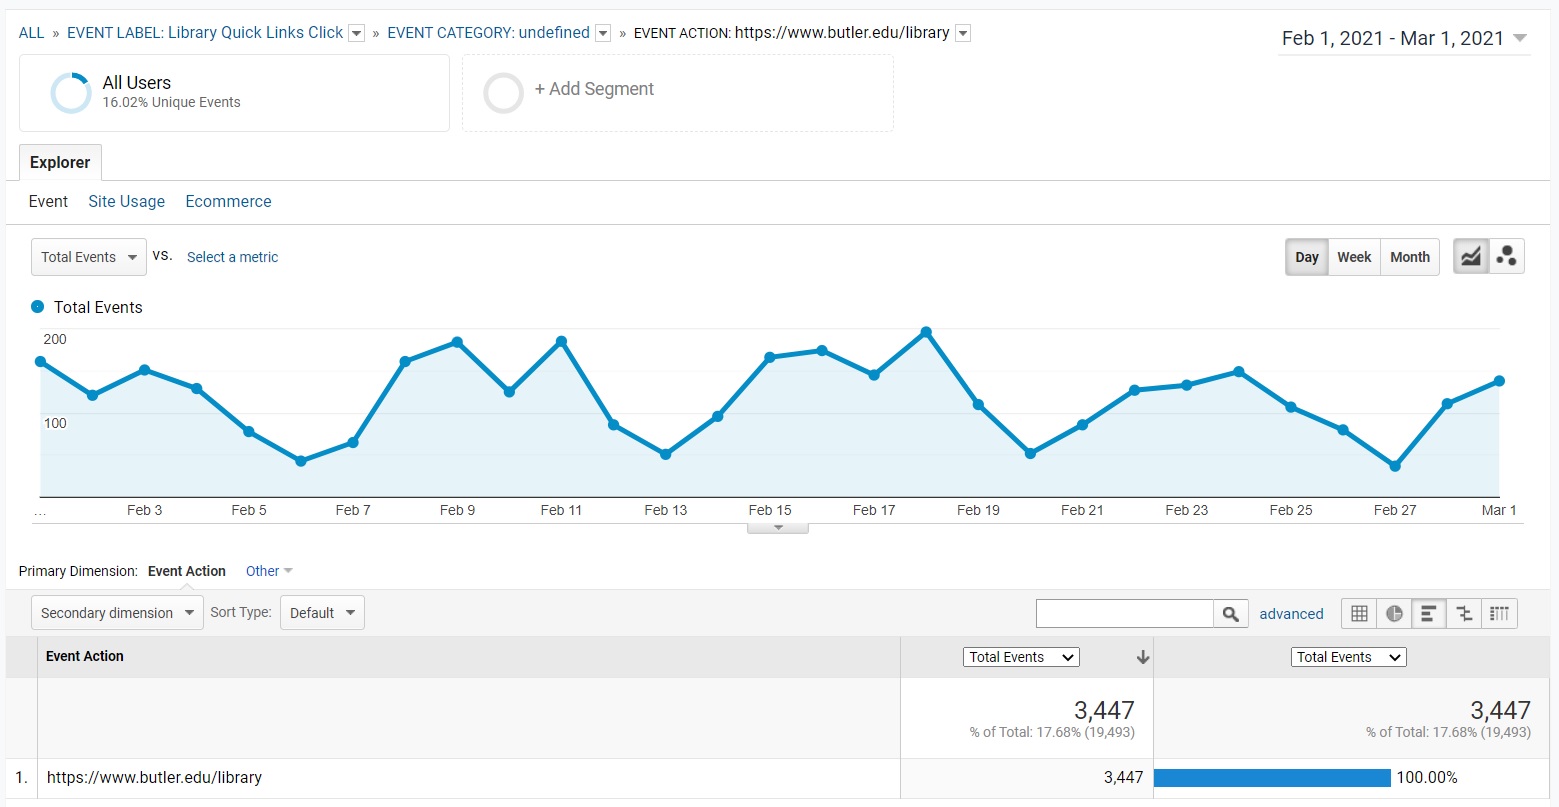 ALL » EVENT LABEL: Library Quick Links Click » EVENT CATEGORY: undefined » EVENT ACTION: https://www.butler.edu/library
Feb 1, 2021 - Mar 1, 2021
All Users
16.02% Unique Events
+ Add Segment
Explorer
Event Site Usage Ecommerce
Total Events vs. Select a metric
Day Week Month
Total Events
200
100
... Feb 3 Feb 5 Feb 7 Feb 9 Feb 11 Feb 13 Feb 15 Feb 17 Feb 19 Feb 21 Feb 23 Feb 25 Feb 27 Mar 1
Primary Dimension: Event Action Other
Secondary dimension Sort Type: Default advanced
Event Action Total Events Total Events
3,447 3,447
% of Total: 17.68% (19,493) % of Total: 17.68% (19,493)
1. https://www.butler.edu/library 3,447 100.00%